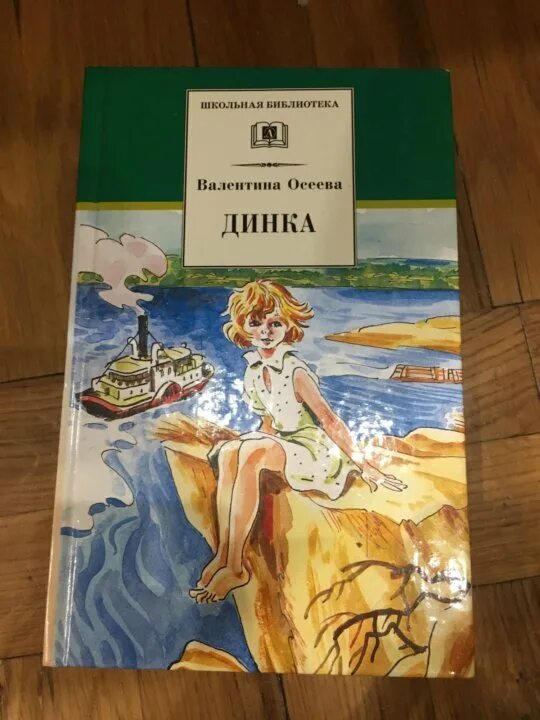 ШКОЛЬНАЯ БИБЛИОТЕКА
Валентина Осеева
ДИНКА